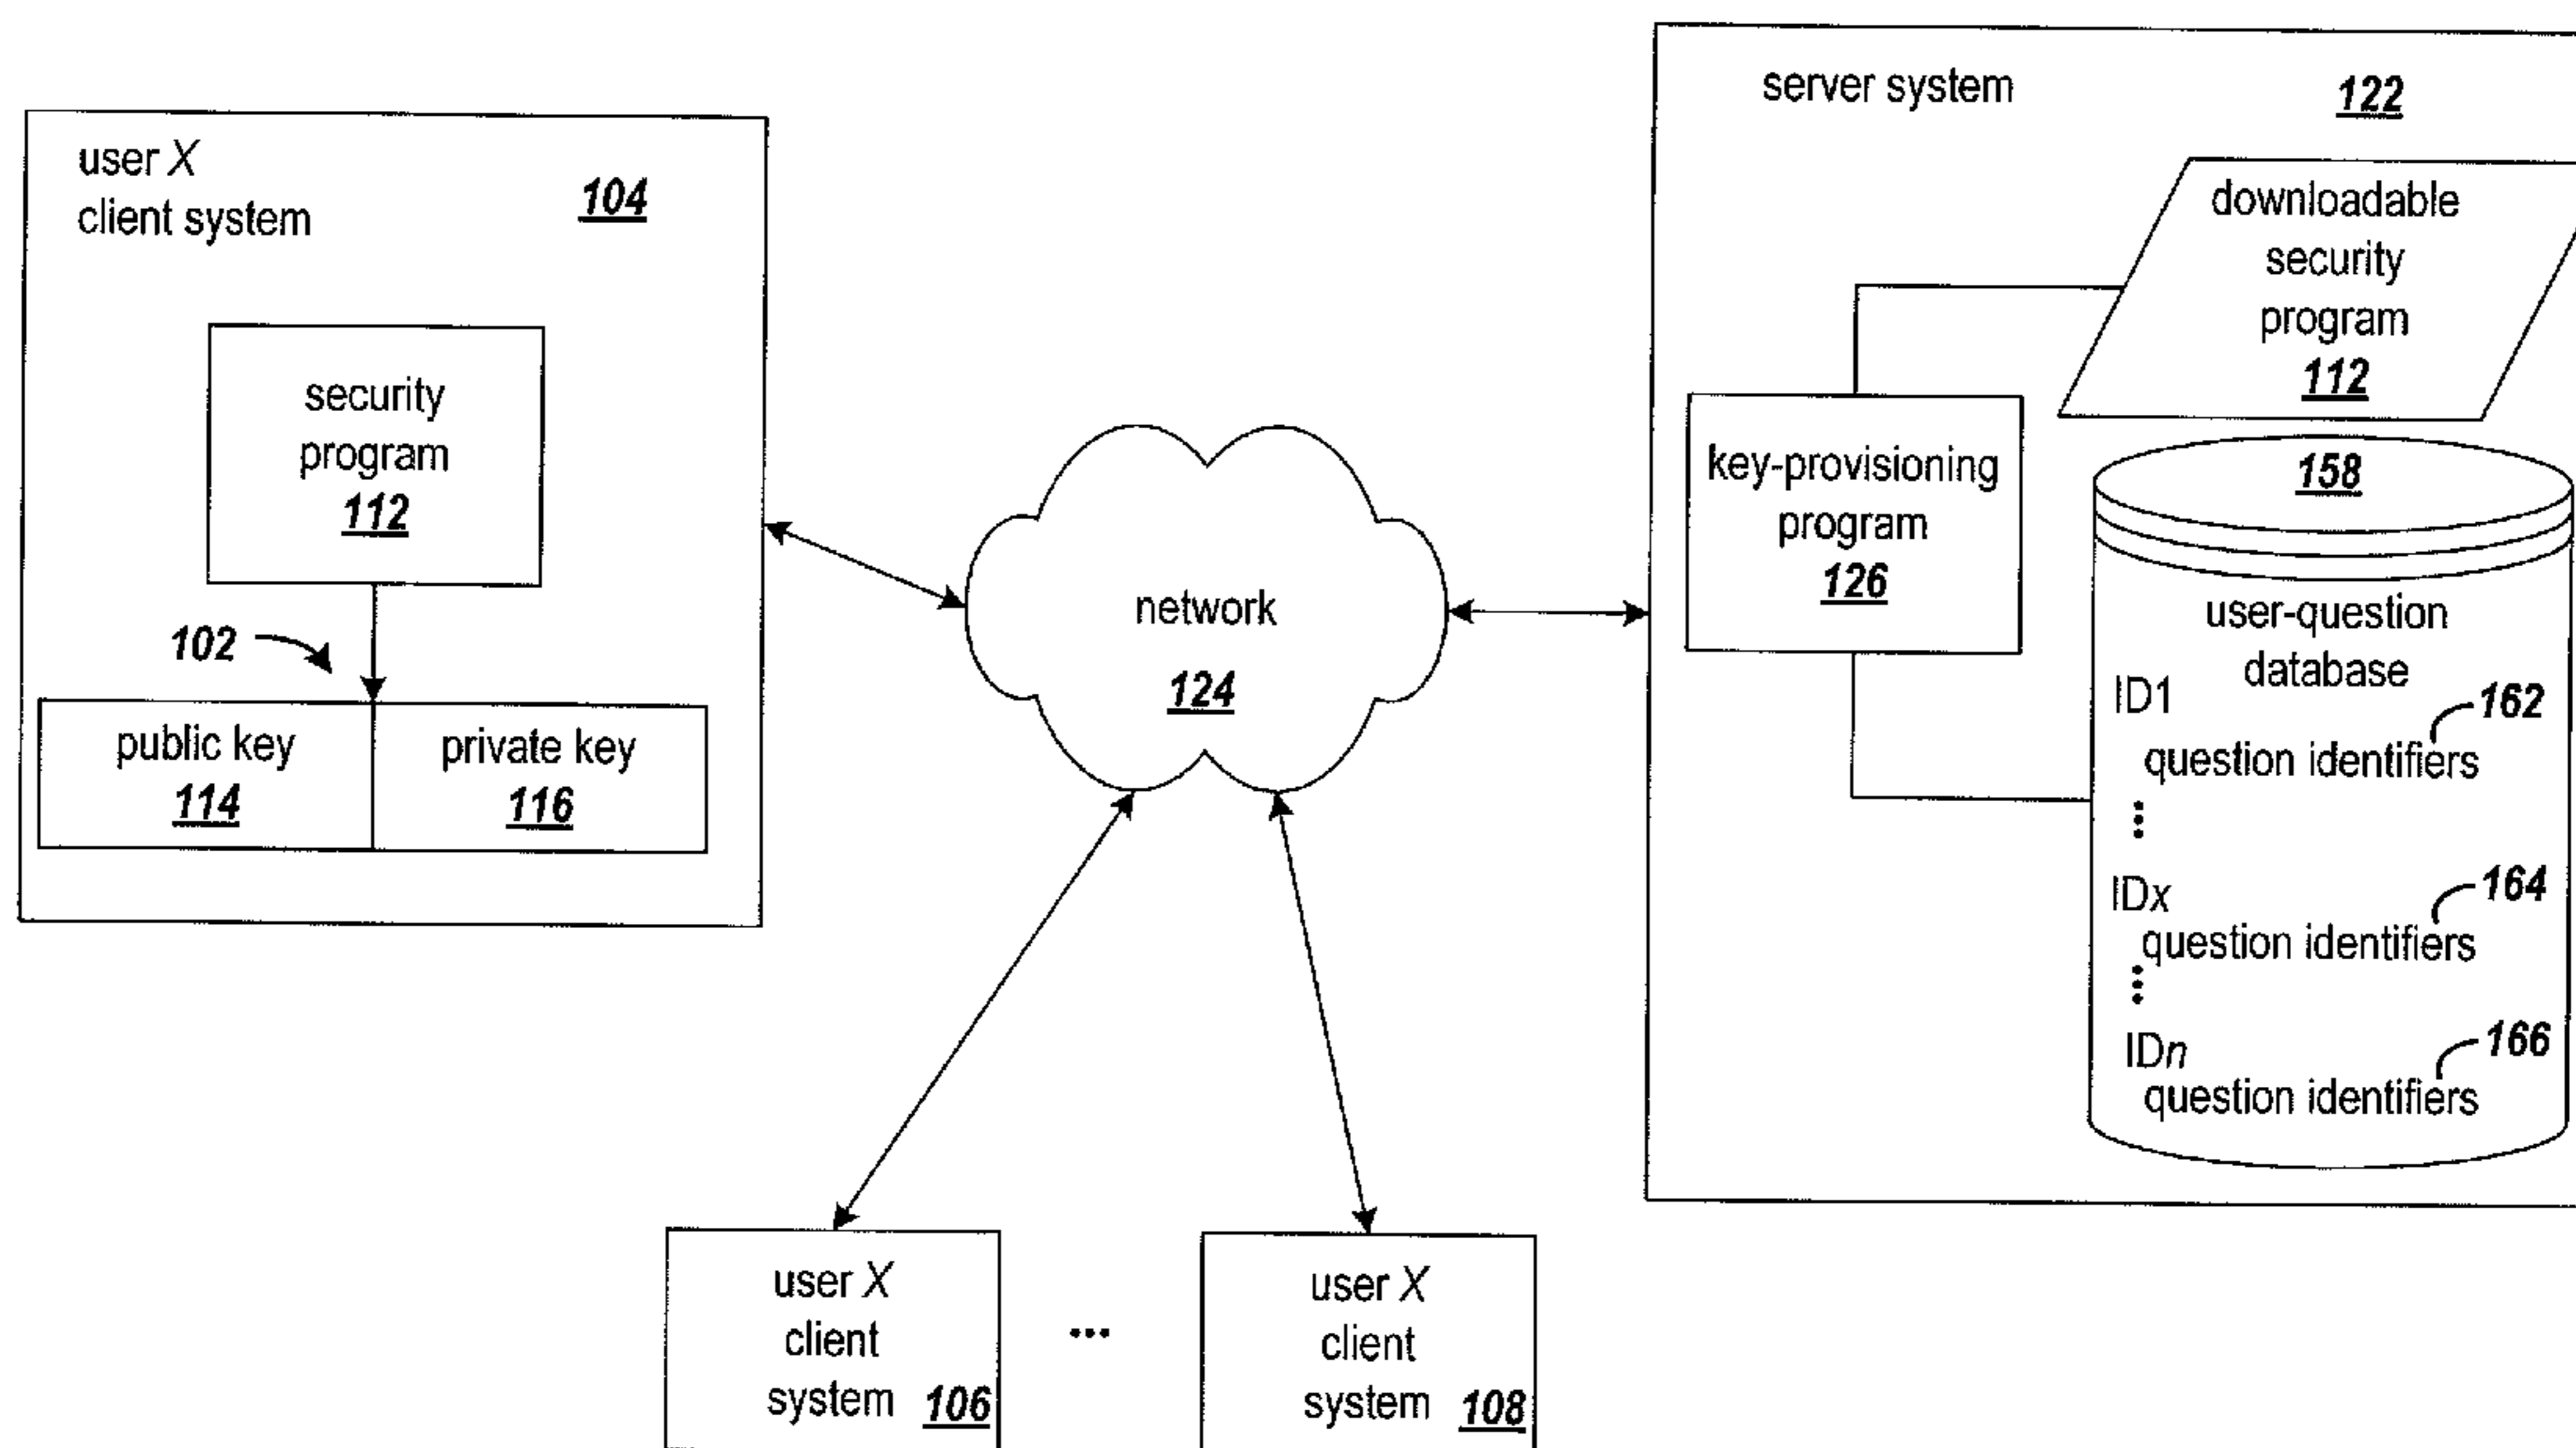 user X
client system
104
security
program
112
102
public key
114
private key
116
network
124
server system
122
downloadable
security
program
112
key-provisioning
program
126
158
user-question
database
ID1
162
question identifiers
...
IDx
164
question identifiers
...
IDn
166
question identifiers
user X
client
system 106
...
user X
client
system 108